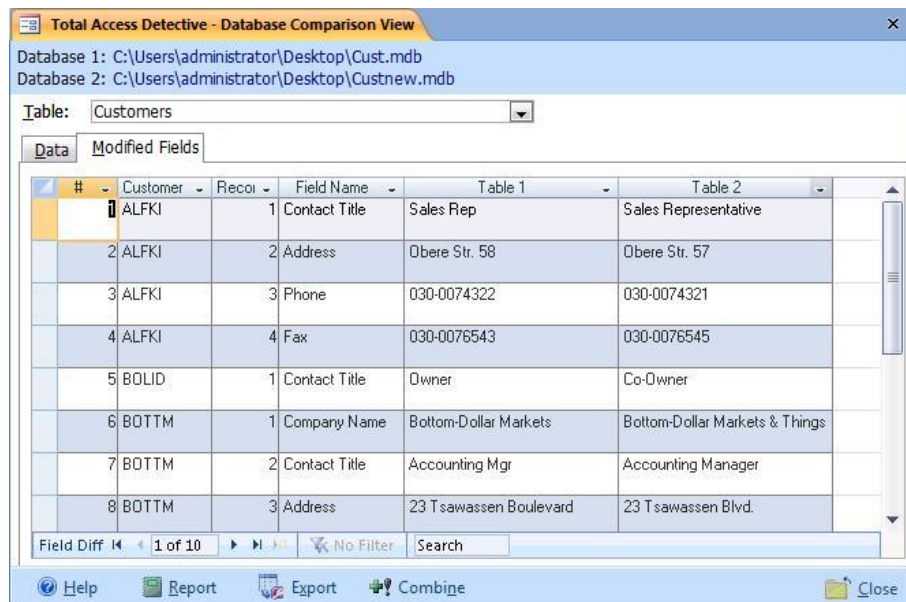 Total Access Detective - Database Comparison View
Database 1: C:\Users\administrator\Desktop\Cust.mdb
Database 2: C:\Users\administrator\Desktop\Custnew.mdb
Table: Customers
Data Modified Fields
# Customer Recor Field Name Table 1 Table 2
1 ALFKI 1 Contact Title Sales Rep Sales Representative
2 ALFKI 2 Address Obere Str. 58 Obere Str. 57
3 ALFKI 3 Phone 030-0074322 030-0074321
4 ALFKI 4 Fax 030-0076543 030-0076545
5 BOLID 1 Contact Title Owner Co-Owner
6 BOTTM 1 Company Name Bottom-Dollar Markets Bottom-Dollar Markets & Things
7 BOTTM 2 Contact Title Accounting Mgr Accounting Manager
8 BOTTM 3 Address 23 Tsawassen Boulevard 23 Tsawassen Blvd.
Field Diff 1 of 10 No Filter Search
Help Report Export Combine Close